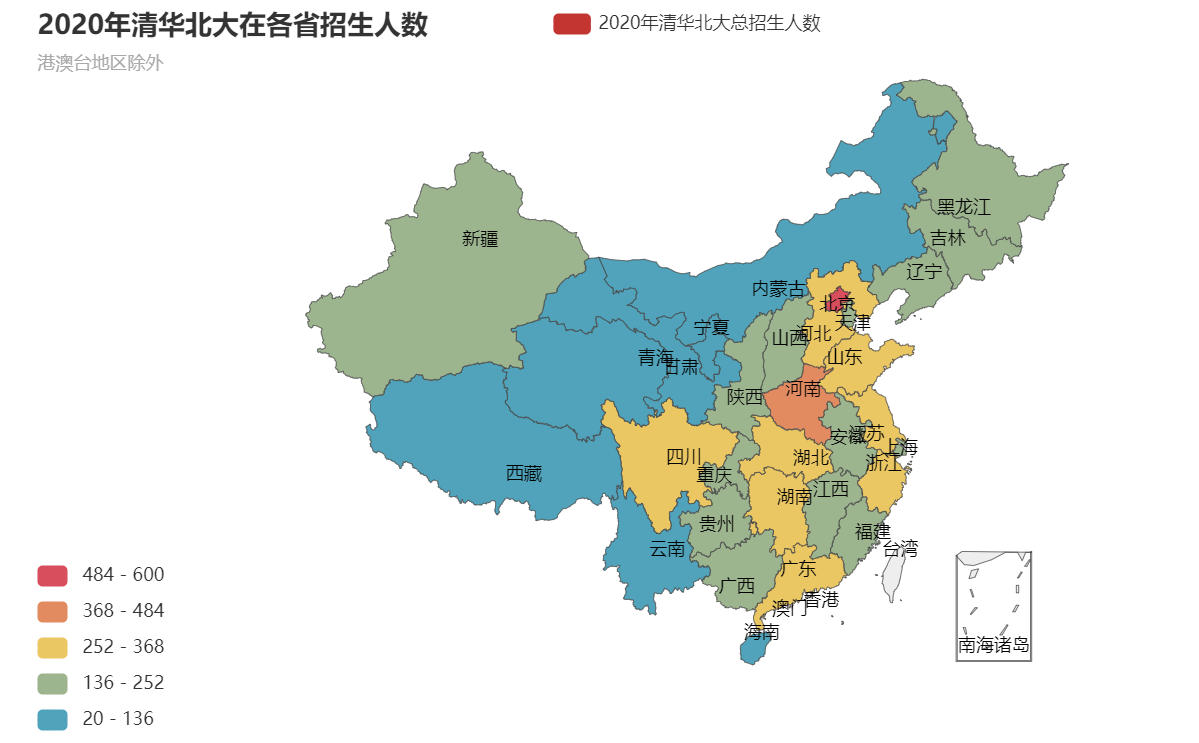 2020年清华北大在各省招生人数
2020年清华北大总招生人数
港澳台地区除外
黑龙江
吉林
新疆
辽宁
内蒙古
北京
天津
宁夏
河北
山西
青海
甘肃
山东
河南
陕西
安徽
江苏
上海
四川
湖北
浙江
西藏
重庆
湖南
江西
贵州
福建
云南
台湾
广东
广西
香港
澳门
海南
南海诸岛
484 - 600
368 - 484
252 - 368
136 - 252
20 - 136